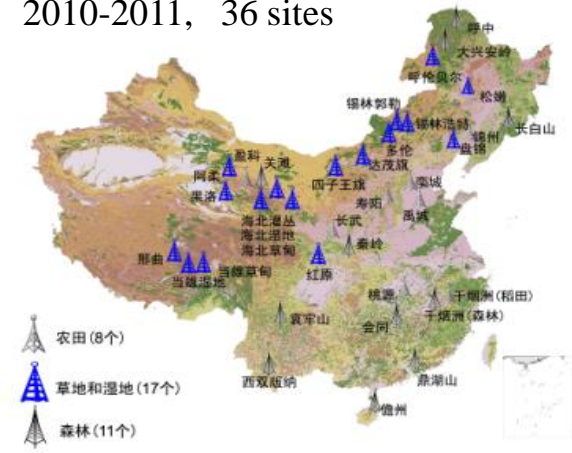 2010-2011, 36 sites
呼中
大兴安岭
呼伦贝尔
松嫩
锡林郭勒
锡林浩特
锦州
长白山
盘锦
多伦
达茂旗
盈科
关滩
阿柔
四子王旗
栾城
寿阳
禹城
海北灌丛
海北湿地
海北草甸
长武
秦岭
那曲
当雄草甸
当雄湿地
红原
桃源
千烟洲(稻田)
千烟洲(森林)
会同
哀牢山
西双版纳
鼎湖山
儋州
农田(8个)
草地和湿地(17个)
森林(11个)